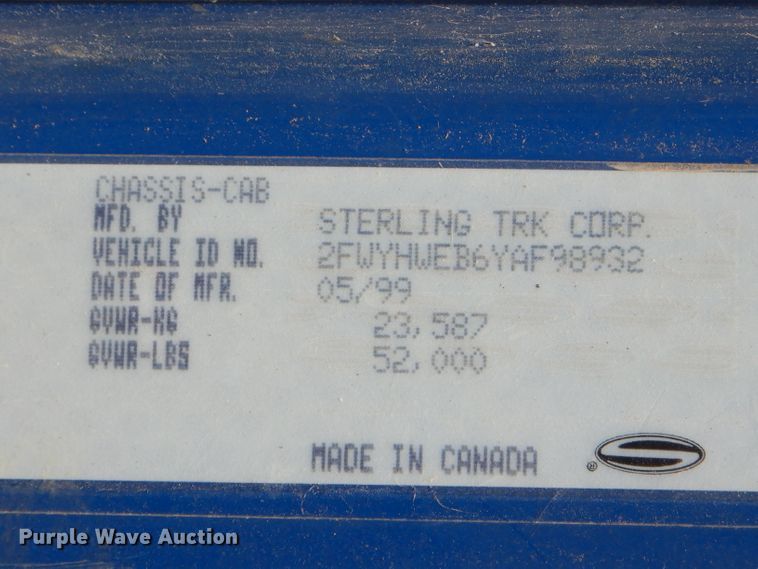 CHASSIS-CAB
MFD. BY STERLING TRK CORP.
VEHICLE ID NO. 2FWYHWEB6YAF98932
DATE OF MFR. 05/99
GVWR-KG 23,587
GVWR-LBS 52,000
MADE IN CANADA ®
Purple Wave Auction